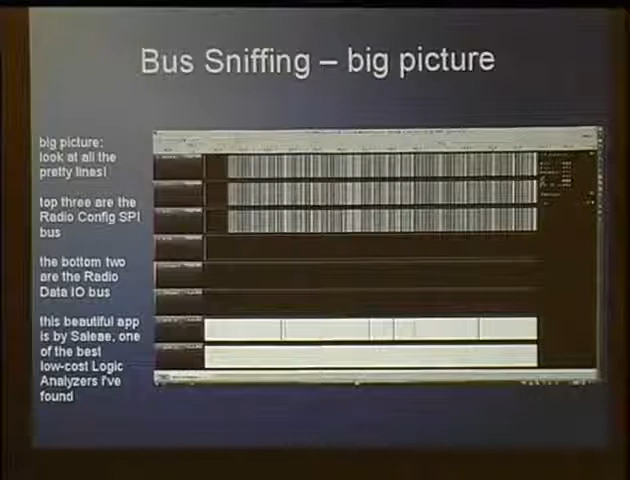 Bus Sniffing – big picture
big picture:
look at all the
pretty lines!
top three are the
Radio Config SPI
bus
the bottom two
are the Radio
Data IO bus
this beautiful app
is by Saleae, one
of the best
low-cost Logic
Analyzers I've
found